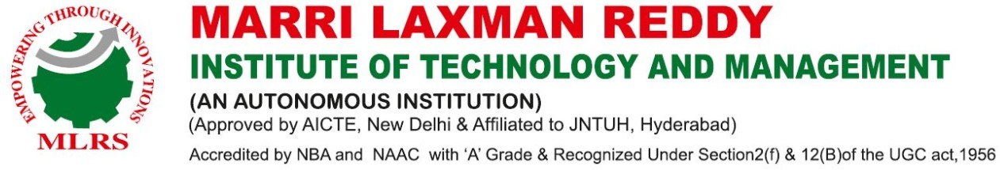 EMPOWERING THROUGH INNOVATIONS
MLRS
MARRI LAXMAN REDDY
INSTITUTE OF TECHNOLOGY AND MANAGEMENT
(AN AUTONOMOUS INSTITUTION)
(Approved by AICTE, New Delhi & Affiliated to JNTUH, Hyderabad)
Accredited by NBA and NAAC with ‘A’ Grade & Recognized Under Section2(f) & 12(B)of the UGC act,1956